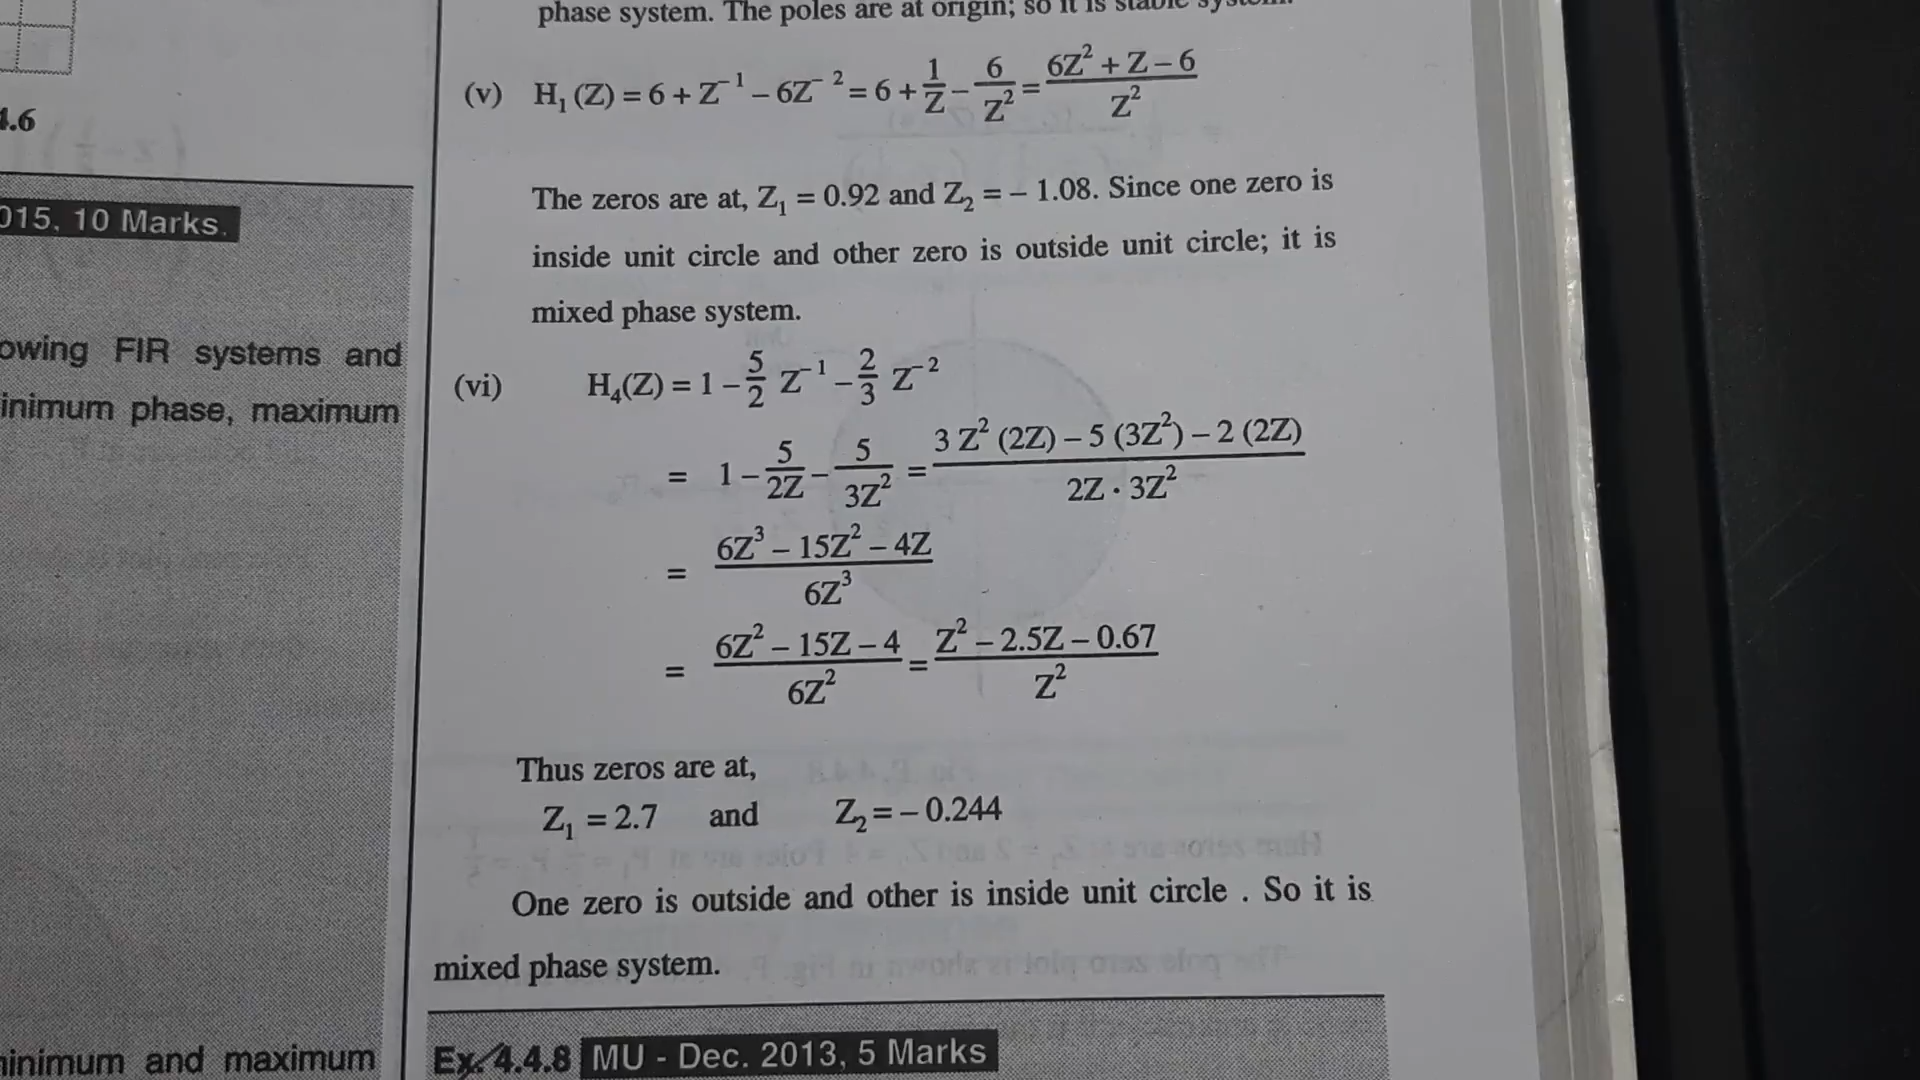 4.6
015, 10 Marks.
owing FIR systems and
inimum phase, maximum
inimum and maximum
phase system. The poles are at origin; so it is stable system.
(v) H₁ (Z) = 6 + Z⁻¹ – 6Z⁻² = 6 + 1/Z – 6/Z² = (6Z² + Z – 6)/Z²
The zeros are at, Z₁ = 0.92 and Z₂ = – 1.08. Since one zero is
inside unit circle and other zero is outside unit circle; it is
mixed phase system.
(vi) H₄(Z) = 1 – 5/2 Z⁻¹ – 2/3 Z⁻²
= 1 – 5/2Z – 5/3Z² = (3 Z² (2Z) – 5 (3Z²) – 2 (2Z))/(2Z · 3Z²)
= (6Z³ – 15Z² – 4Z)/6Z³
= (6Z² – 15Z – 4)/6Z² = (Z² – 2.5Z – 0.67)/Z²
Thus zeros are at,
Z₁ = 2.7 and Z₂ = – 0.244
One zero is outside and other is inside unit circle . So it is
mixed phase system.
Ex. 4.4.8 MU - Dec. 2013, 5 Marks